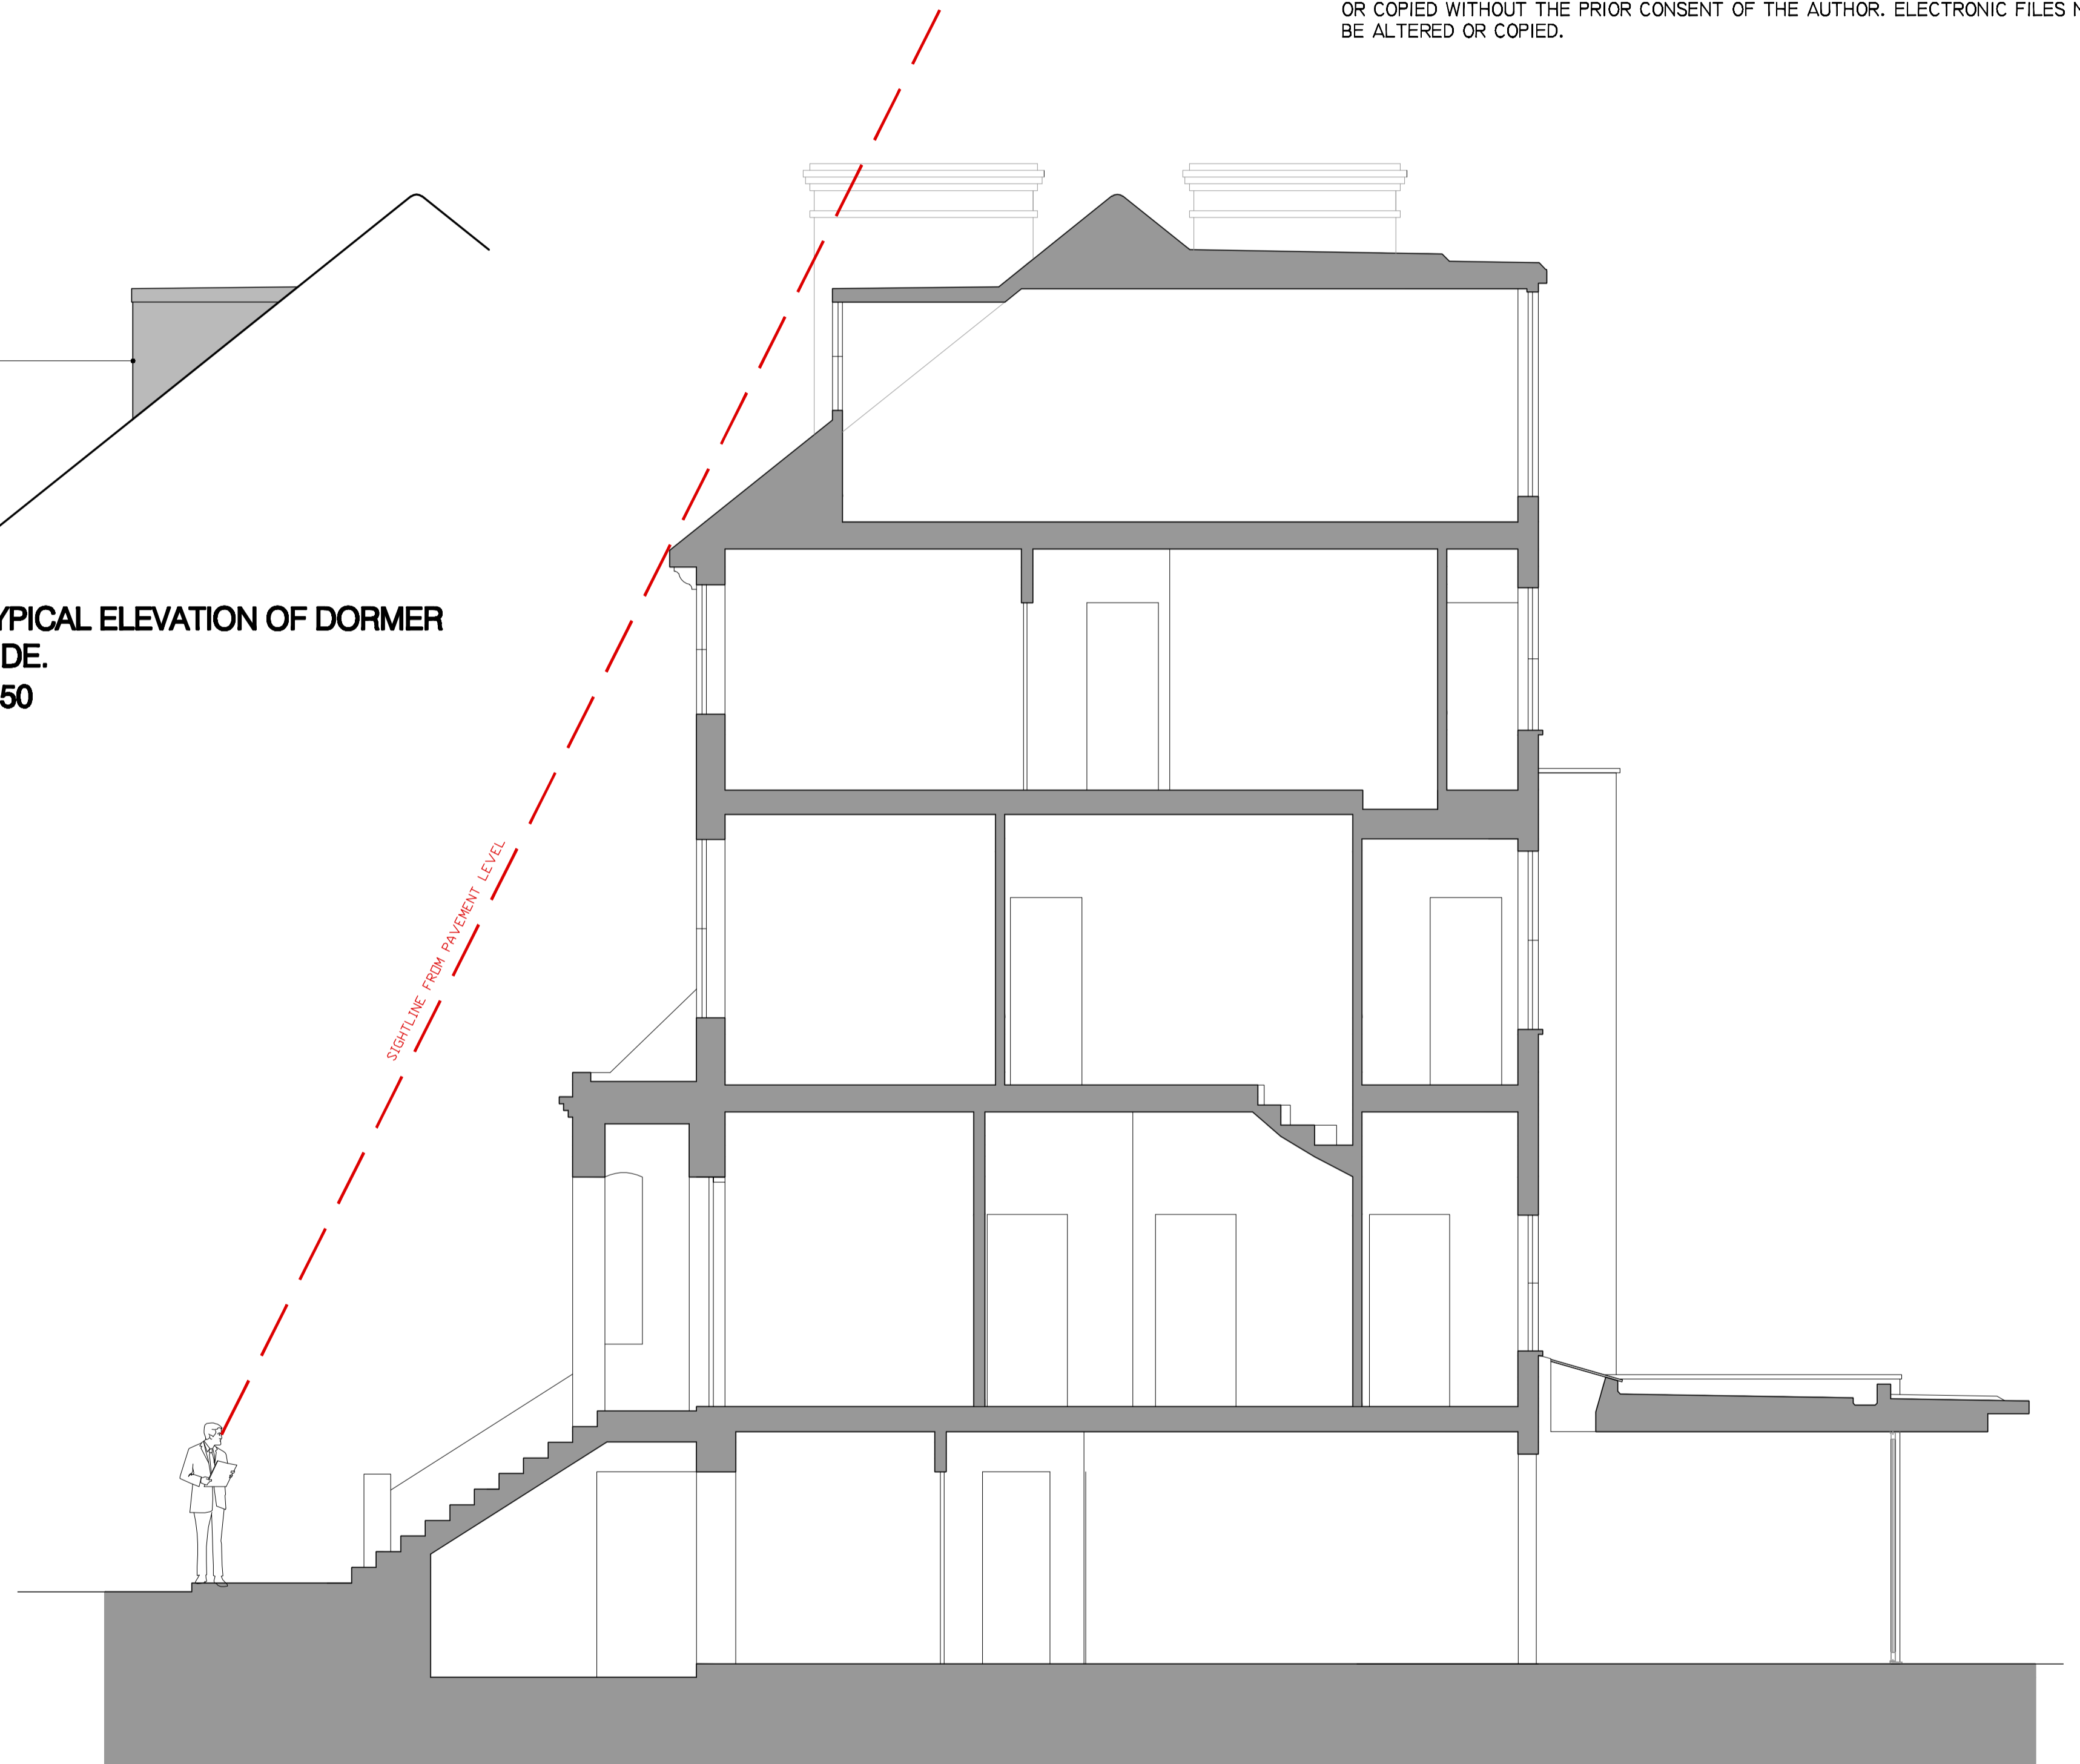 OR COPIED WITHOUT THE PRIOR CONSENT OF THE AUTHOR. ELECTRONIC FILES
BE ALTERED OR COPIED.
YPICAL ELEVATION OF DORMER
DE.
50
SIGHTLINE FROM PAVEMENT LEVEL